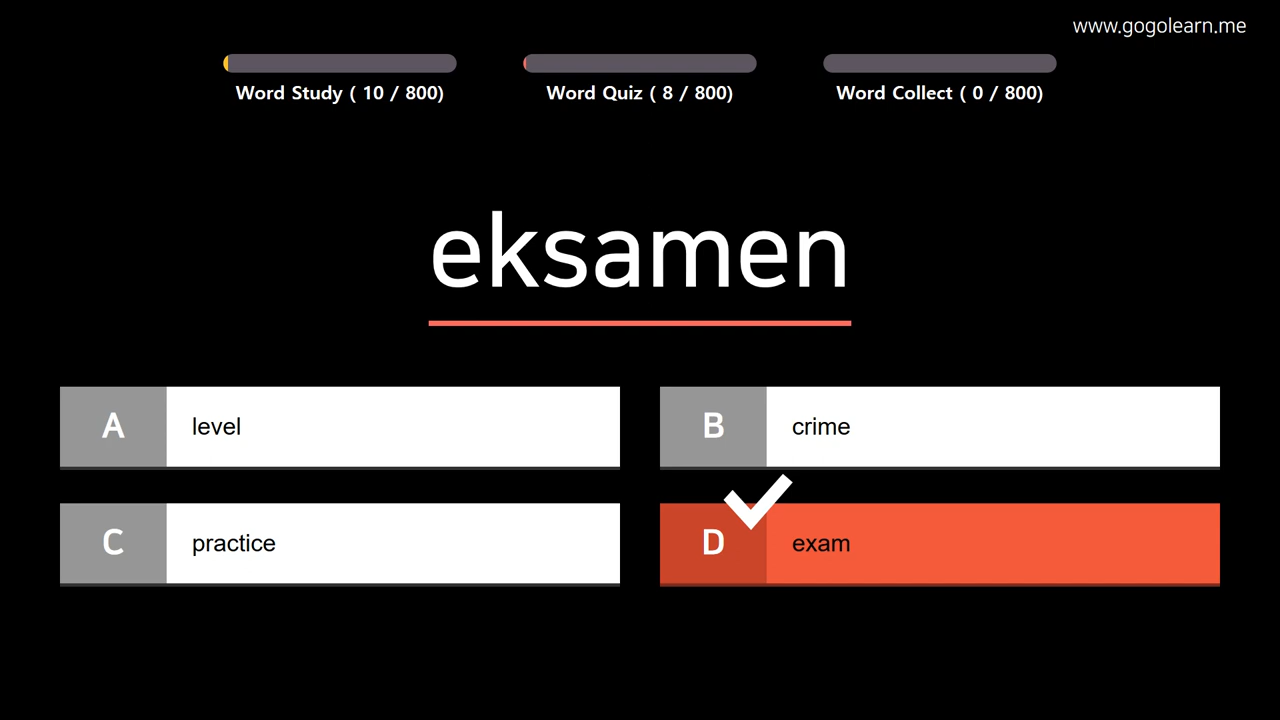 www.gogolearn.me
Word Study ( 10 / 800)
Word Quiz ( 8 / 800)
Word Collect ( 0 / 800)
eksamen
A level
B crime
C practice
D exam